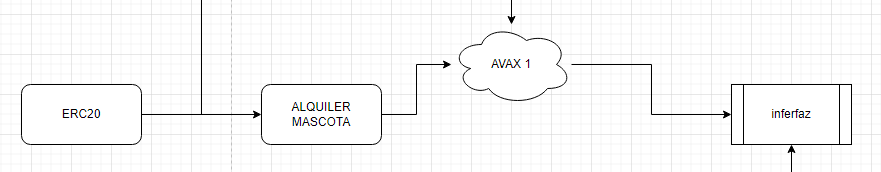 ERC20
ALQUILER
MASCOTA
AVAX 1
inferfaz